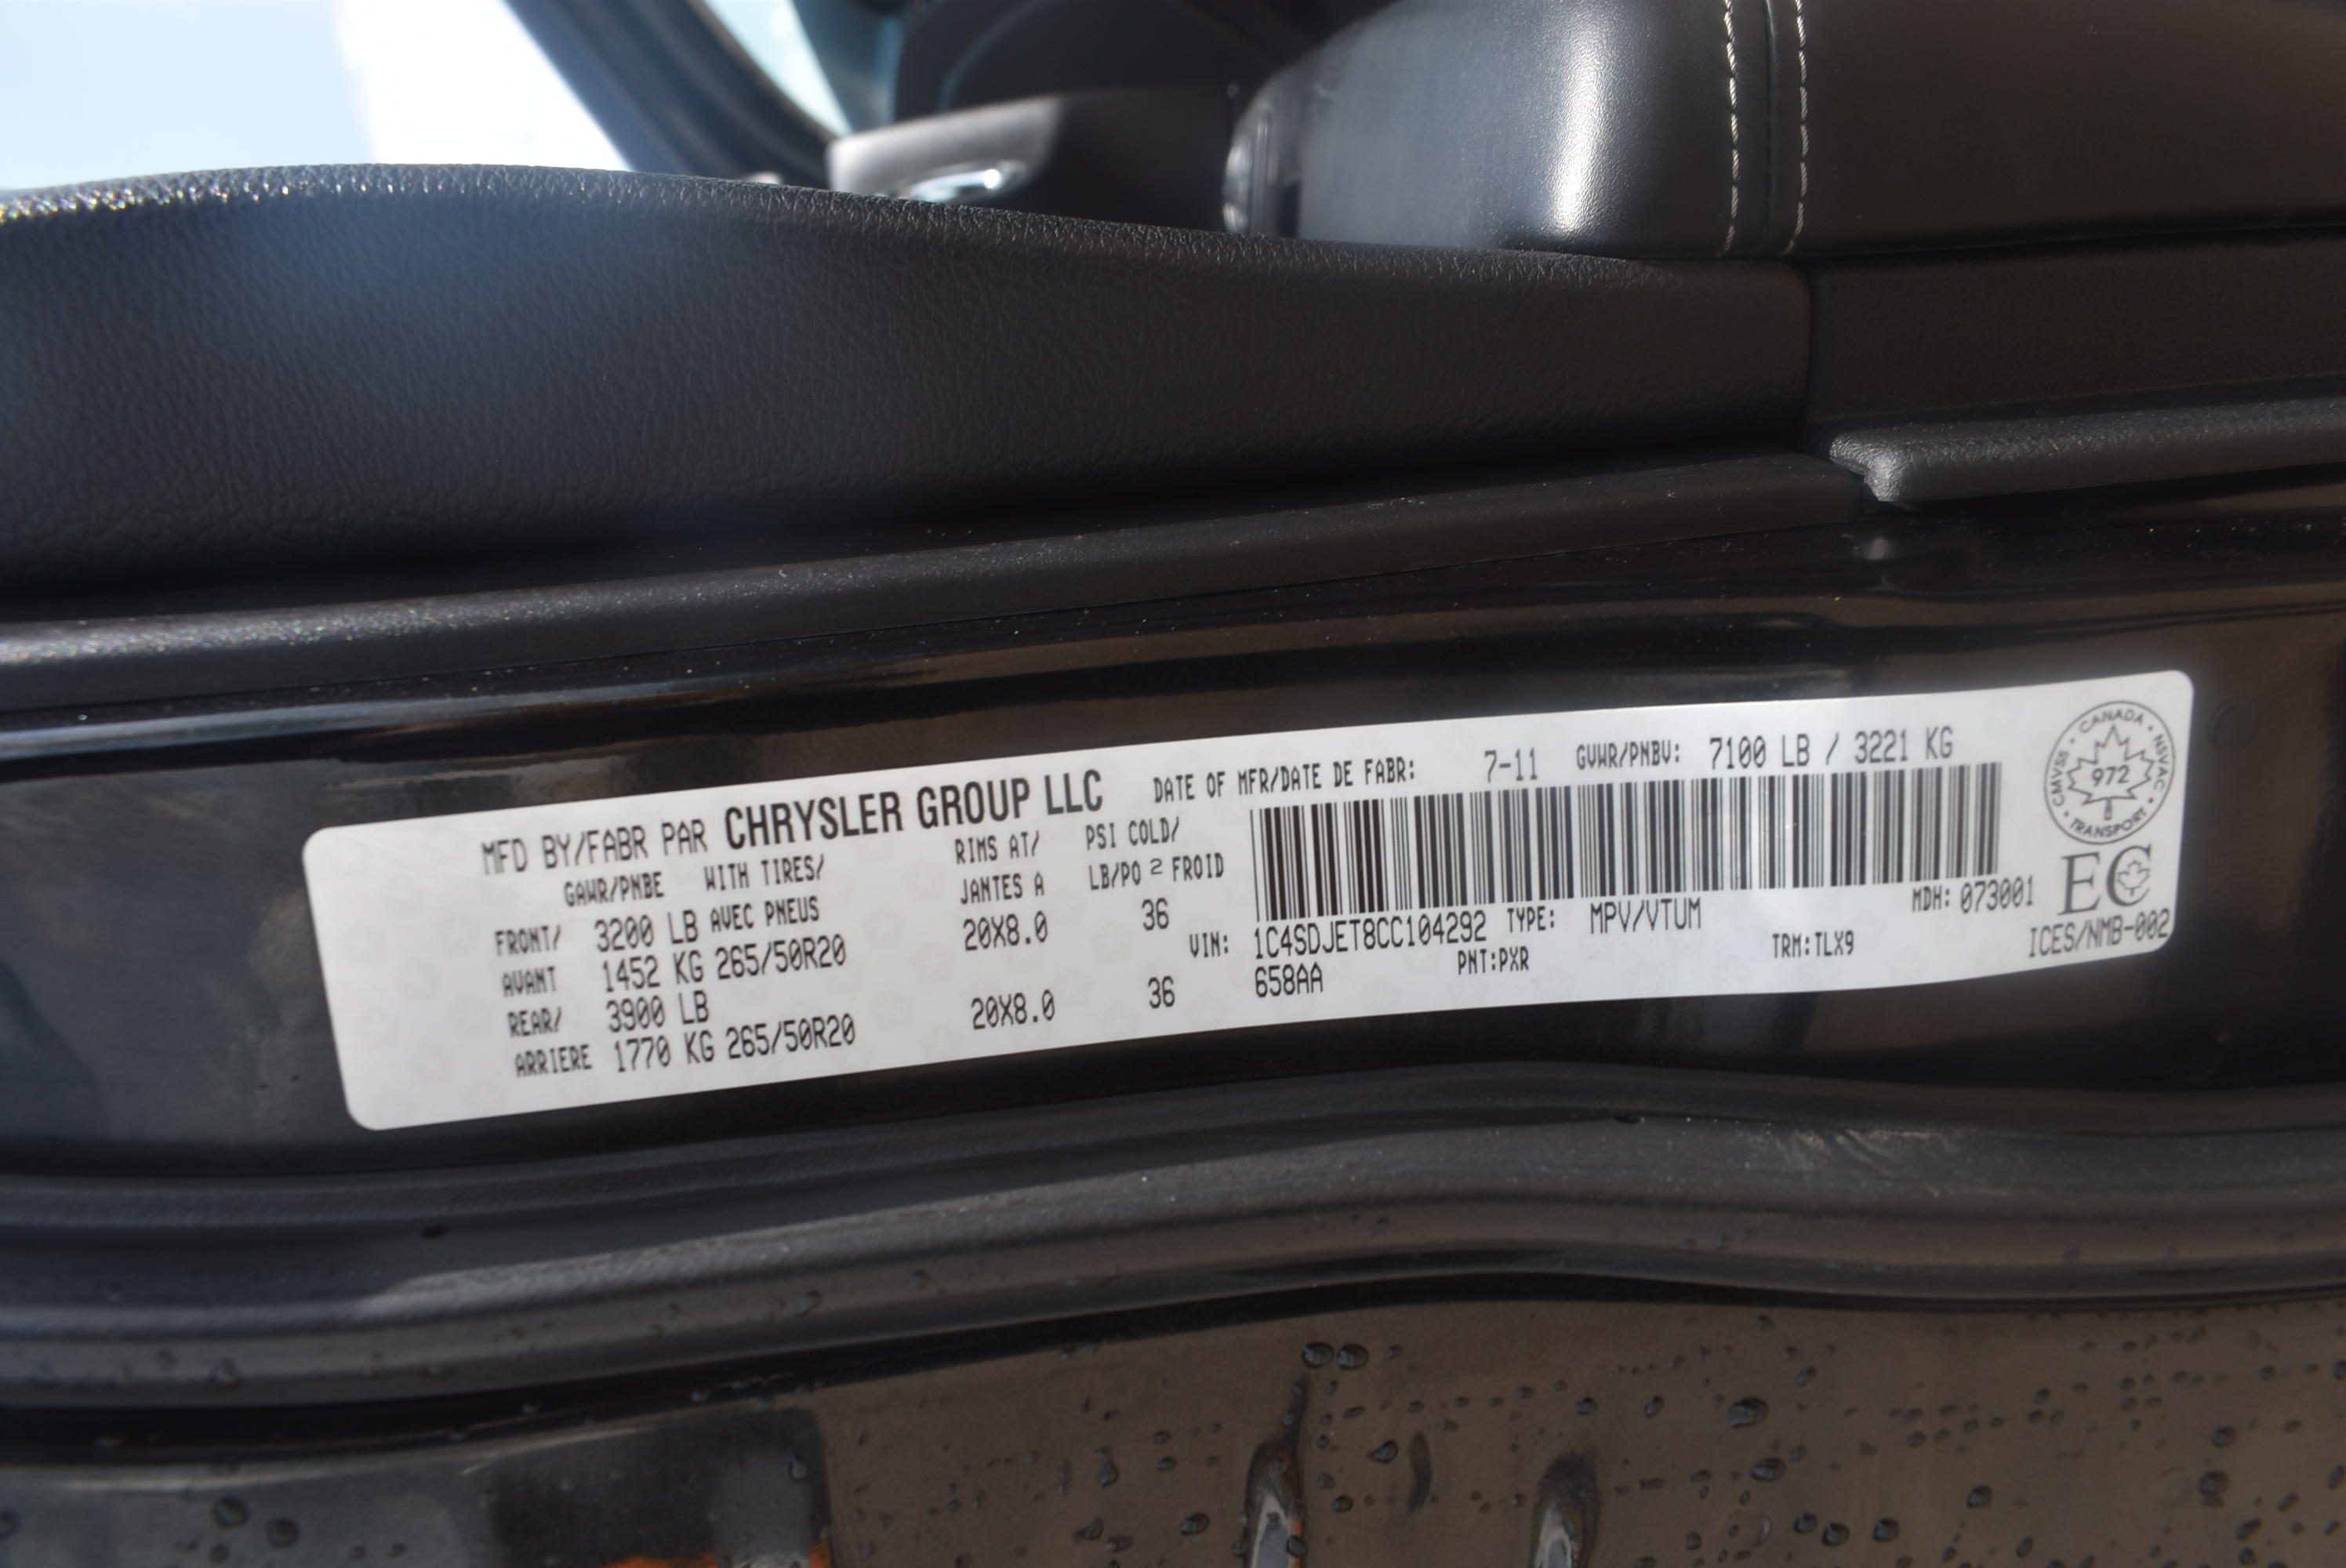 MFD BY/FABR PAR CHRYSLER GROUP LLC DATE OF MFR/DATE DE FABR: 7-11 GVWR/PNBV: 7100 LB / 3221 KG
GAWR/PNBE WITH TIRES/ RIMS AT/ PSI COLD/
AVEC PNEUS JANTES A LB/PO 2 FROID
FRONT/ 3200 LB
AVANT 1452 KG 265/50R20 20X8.0 36
REAR/ 3900 LB
ARRIERE 1770 KG 265/50R20 20X8.0 36
VIN: 1C4SDJET8CC104292 TYPE: MPV/VTUM MDH: 073001
658AA PNT:PXR TRM:TLX9
CANADA • NSVAC • TRANSPORT • CMVSS •
972
EC
ICES/NMB-002